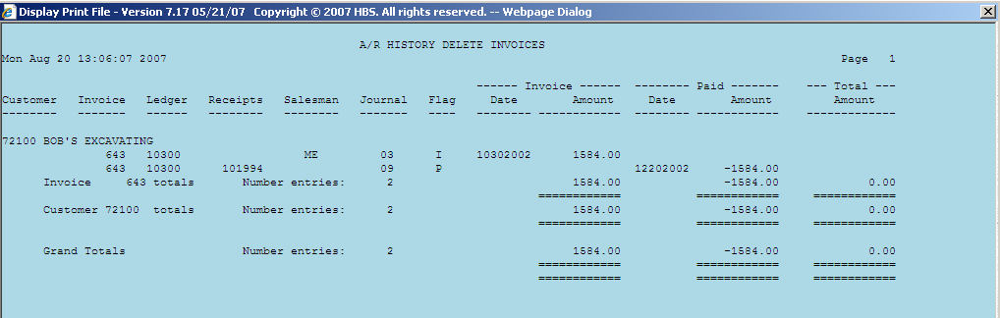 Display Print File - Version 7.17 05/21/07   Copyright © 2007 HBS. All rights reserved. -- Webpage Dialog
A/R HISTORY DELETE INVOICES
Mon Aug 20 13:06:07 2007 Page 1
------ Invoice ------ -------- Paid ------- --- Total ---
Customer Invoice Ledger Receipts Salesman Journal Flag Date Amount Date Amount Amount
-------- ------- ------ -------- -------- ------- ---- -------- ------------ -------- ------------ -------------
72100 BOB'S EXCAVATING
643 10300 ME 03 I 10302002 1584.00
643 10300 101994 09 P 12202002 -1584.00
Invoice 643 totals Number entries: 2 1584.00 -1584.00 0.00
============ ============ ============
Customer 72100 totals Number entries: 2 1584.00 -1584.00 0.00
============ ============ ============
Grand Totals Number entries: 2 1584.00 -1584.00 0.00
============ ============ ============
============ ============ ============